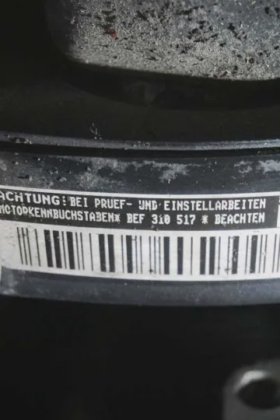 ACHTUNG: BEI PRUEF- UND EINSTELLARBEITEN
MOTORKENNBUCHSTABEN* BEF 310 517 * BEACHTEN